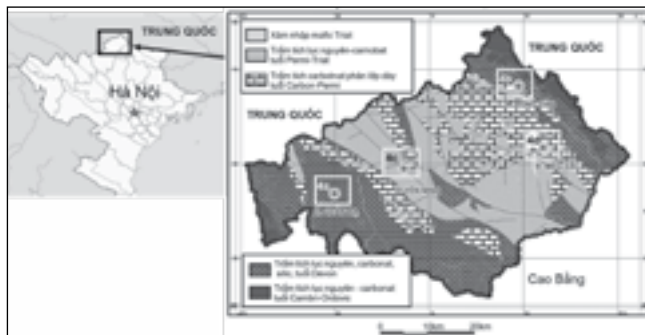 TRUNG QUỐC
Hà Nội
Xâm nhập mafic Trias
Trầm tích lục nguyên-carbonat
tuổi Permi-Trias
Trầm tích carbonat phân lớp dày
tuổi Carbon-Permi
TRUNG QUỐC
TRUNG QUỐC
Trầm tích lục nguyên, carbonat,
silic, tuổi Devon
Trầm tích lục nguyên - carbonat
tuổi Cambri-Ordovic
Cao Bằng
0 10km 20km